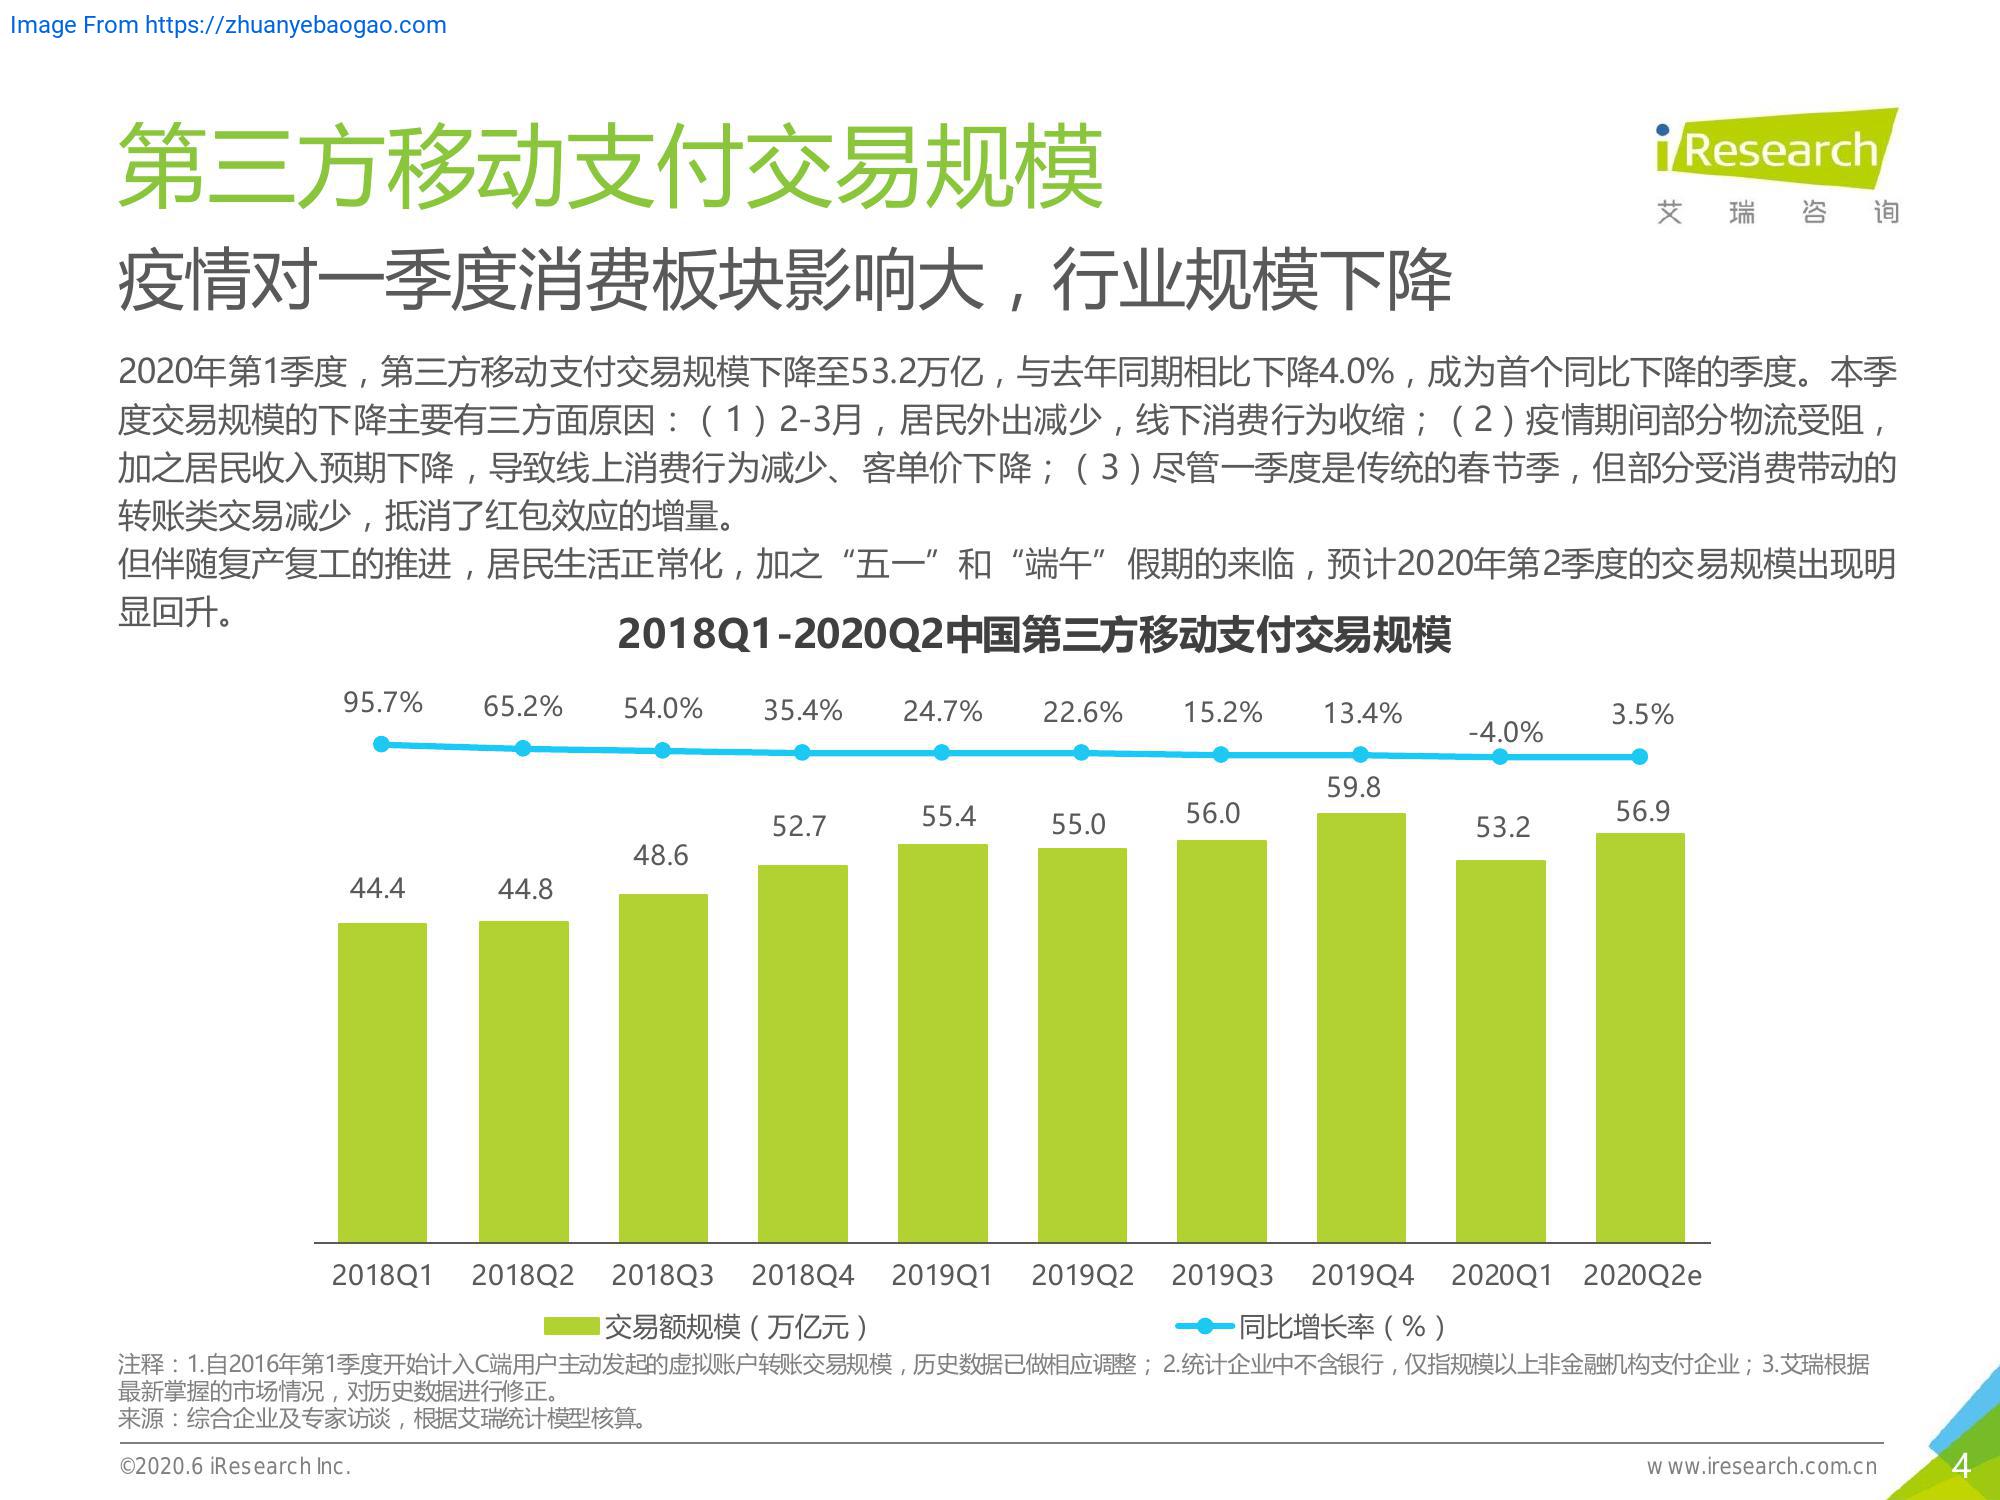 Image From https://zhuanyebaogao.com
第三方移动支付交易规模
iResearch
艾瑞咨询
疫情对一季度消费板块影响大，行业规模下降
2020年第1季度，第三方移动支付交易规模下降至53.2万亿，与去年同期相比下降4.0%，成为首个同比下降的季度。本季
度交易规模的下降主要有三方面原因：（1）2-3月，居民外出减少，线下消费行为收缩；（2）疫情期间部分物流受阻，
加之居民收入预期下降，导致线上消费行为减少、客单价下降；（3）尽管一季度是传统的春节季，但部分受消费带动的
转账类交易减少，抵消了红包效应的增量。
但伴随复产复工的推进，居民生活正常化，加之“五一”和“端午”假期的来临，预计2020年第2季度的交易规模出现明
显回升。
2018Q1-2020Q2中国第三方移动支付交易规模
95.7% 65.2% 54.0% 35.4% 24.7% 22.6% 15.2% 13.4% -4.0% 3.5%
44.4 44.8 48.6 52.7 55.4 55.0 56.0 59.8 53.2 56.9
2018Q1 2018Q2 2018Q3 2018Q4 2019Q1 2019Q2 2019Q3 2019Q4 2020Q1 2020Q2e
交易额规模（万亿元） 同比增长率（%）
注释：1.自2016年第1季度开始计入C端用户主动发起的虚拟账户转账交易规模，历史数据已做相应调整；2.统计企业中不含银行，仅指规模以上非金融机构支付企业；3.艾瑞根据
最新掌握的市场情况，对历史数据进行修正。
来源：综合企业及专家访谈，根据艾瑞统计模型核算。
©2020.6 iResearch Inc. www.iresearch.com.cn
4